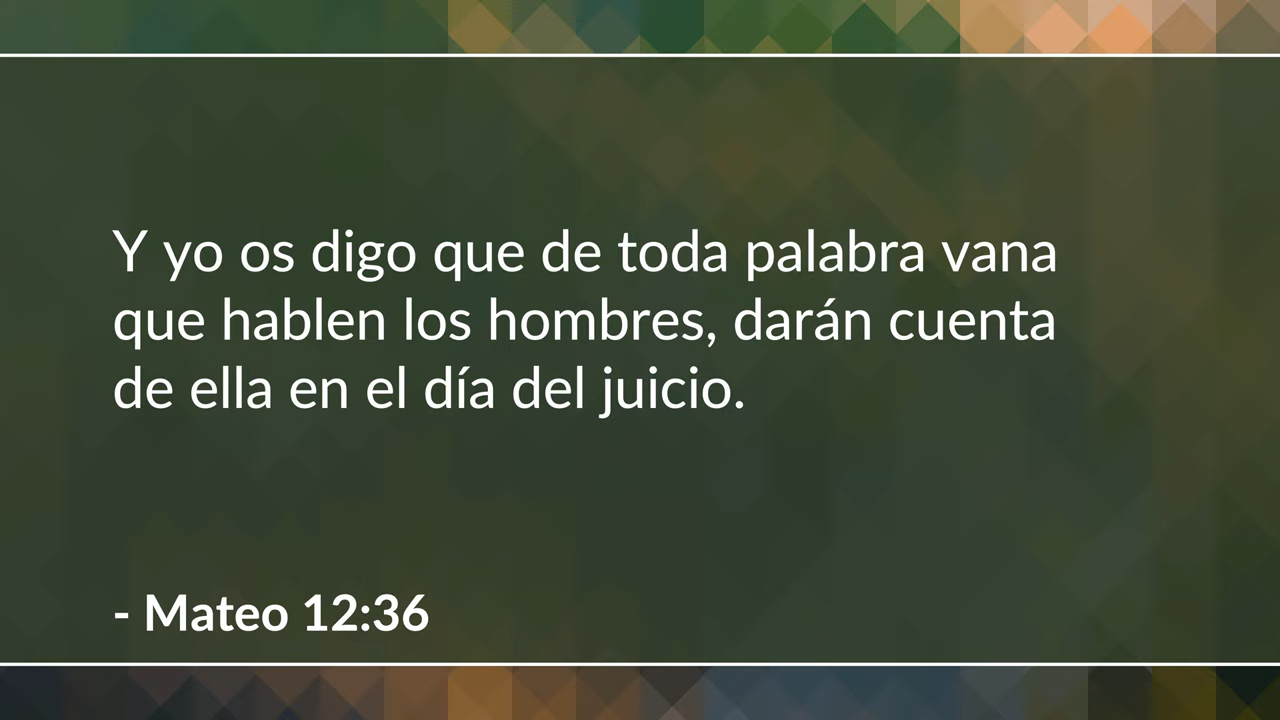 Y yo os digo que de toda palabra vana
que hablen los hombres, darán cuenta
de ella en el día del juicio.
- Mateo 12:36